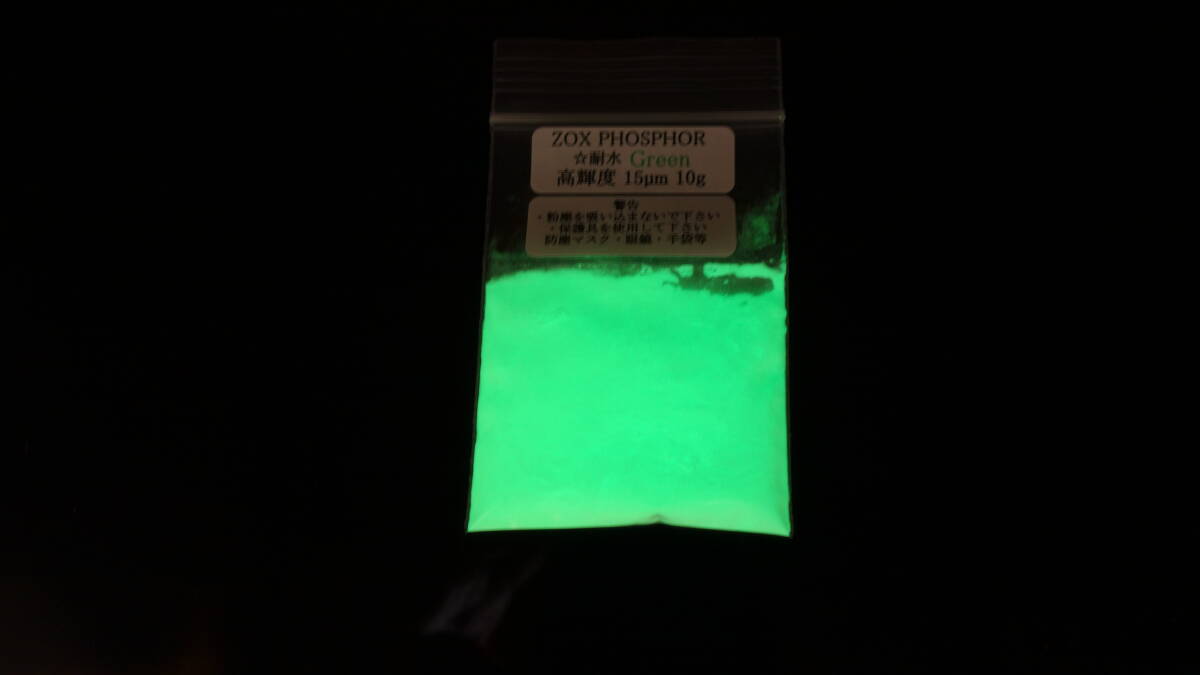 ZOX PHOSPHOR
☆耐水 Green
高輝度 15μm 10g
警告
・粉塵を吸い込まないで下さい
・保護具を使用して下さい
防塵マスク・眼鏡・手袋等